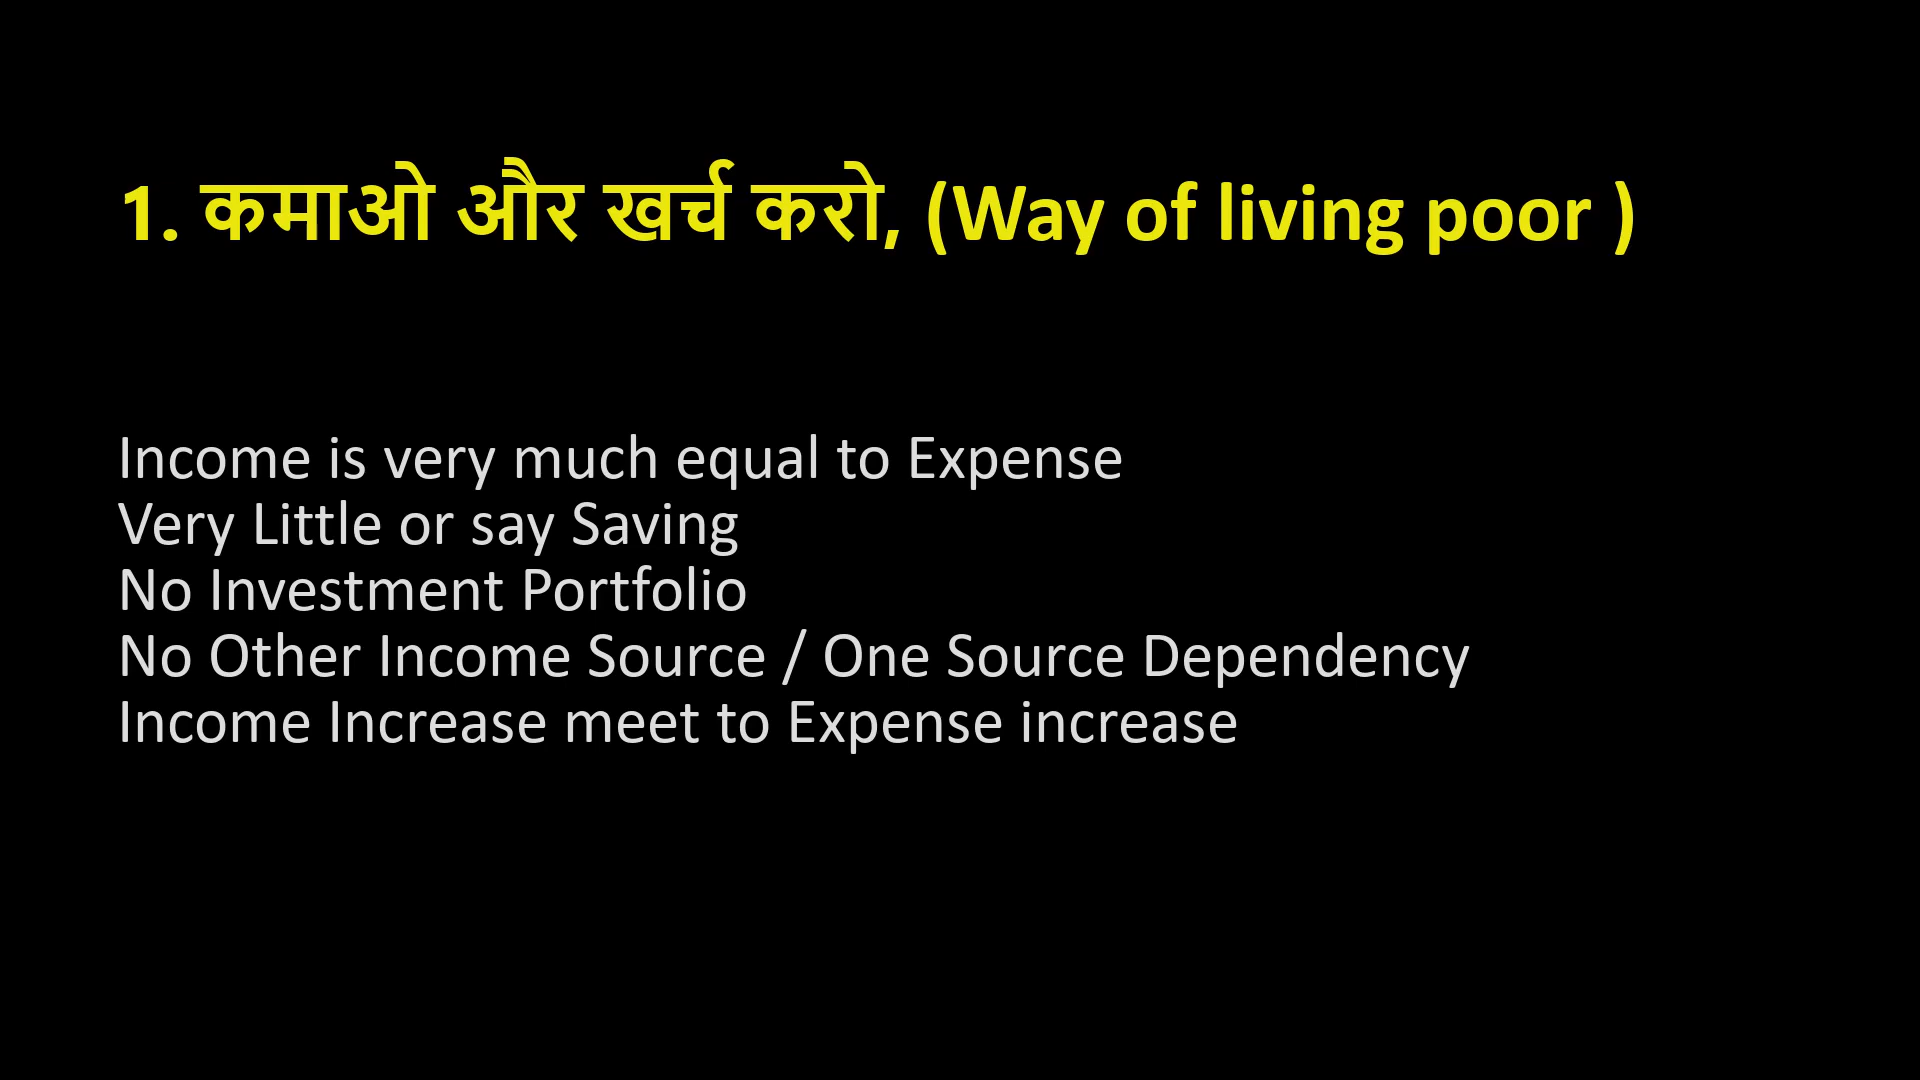 1. कमाओ और खर्च करो, (Way of living poor )
Income is very much equal to Expense
Very Little or say Saving
No Investment Portfolio
No Other Income Source / One Source Dependency
Income Increase meet to Expense increase